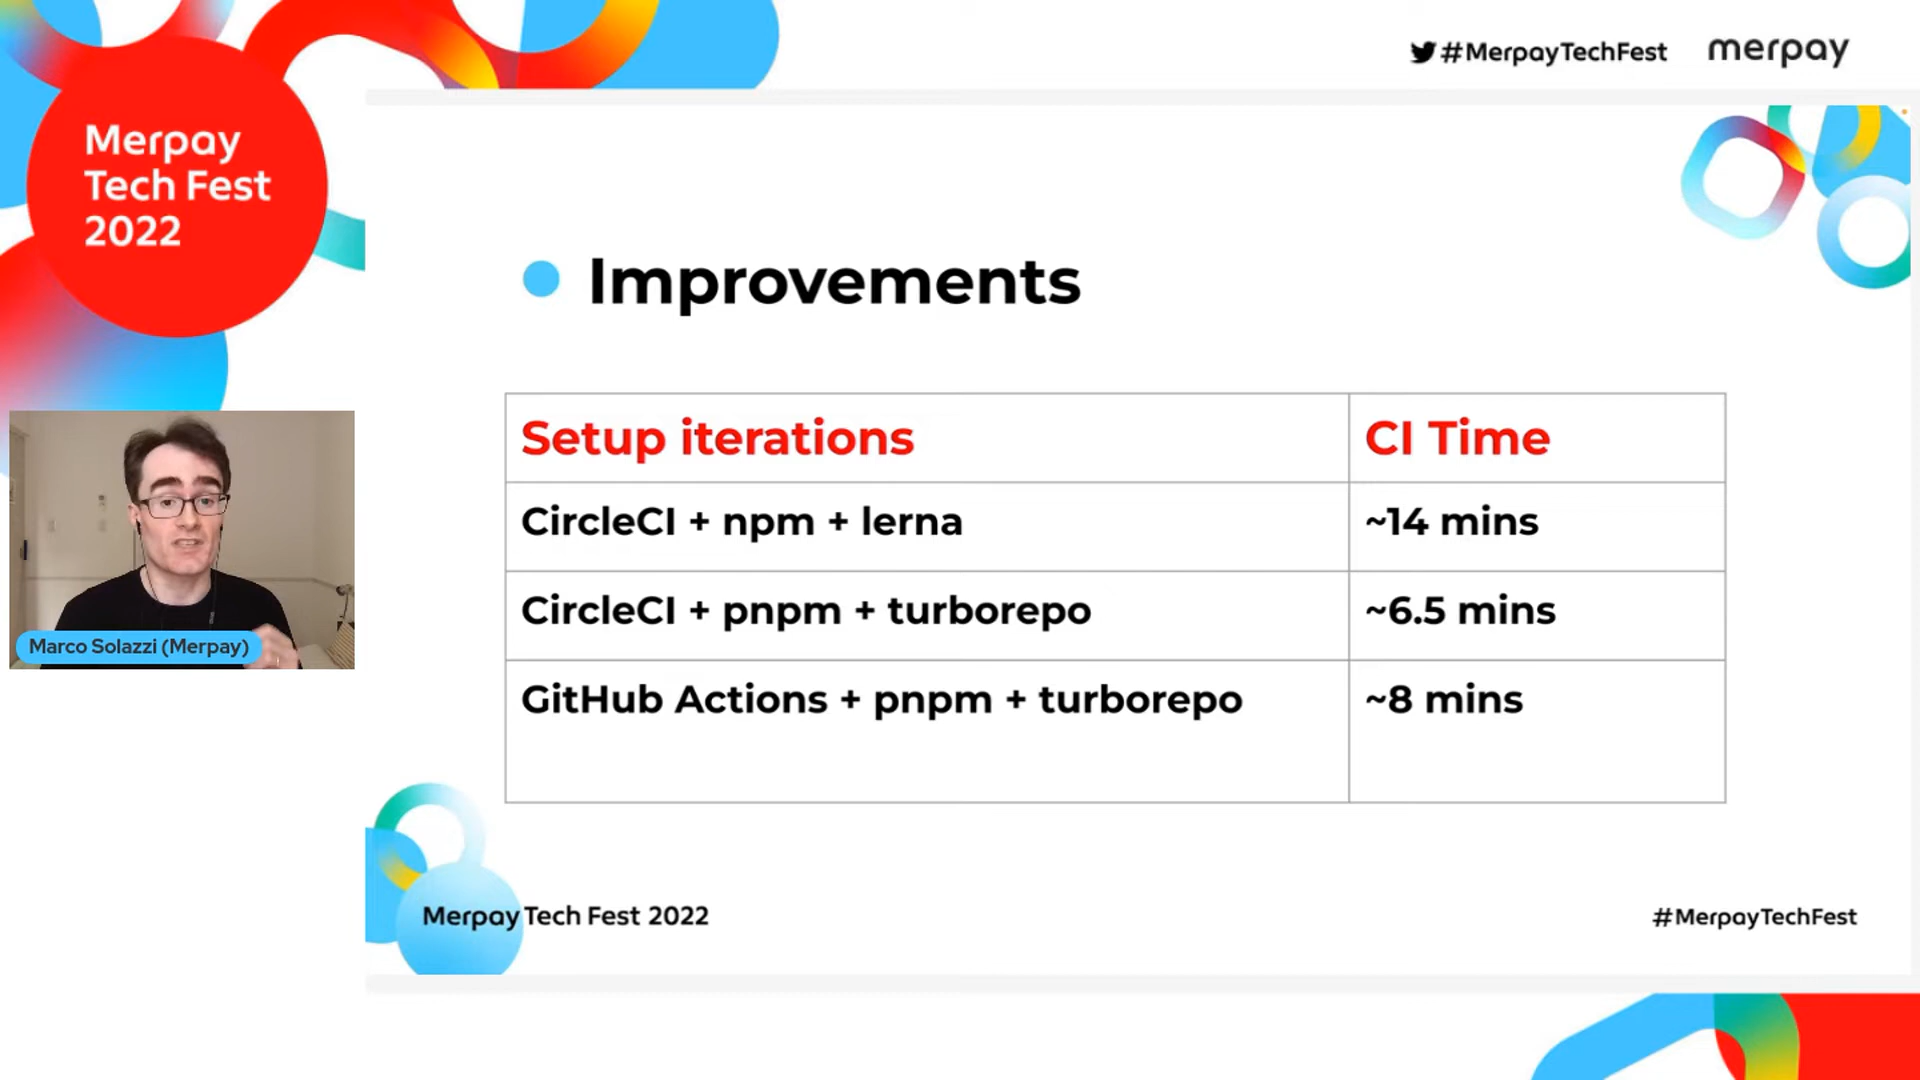 #MerpayTechFest
merpay
Merpay
Tech Fest
2022
Improvements
Setup iterations CI Time
CircleCI + npm + lerna ~14 mins
CircleCI + pnpm + turborepo ~6.5 mins
GitHub Actions + pnpm + turborepo ~8 mins
Marco Solazzi (Merpay)
Merpay Tech Fest 2022
#MerpayTechFest